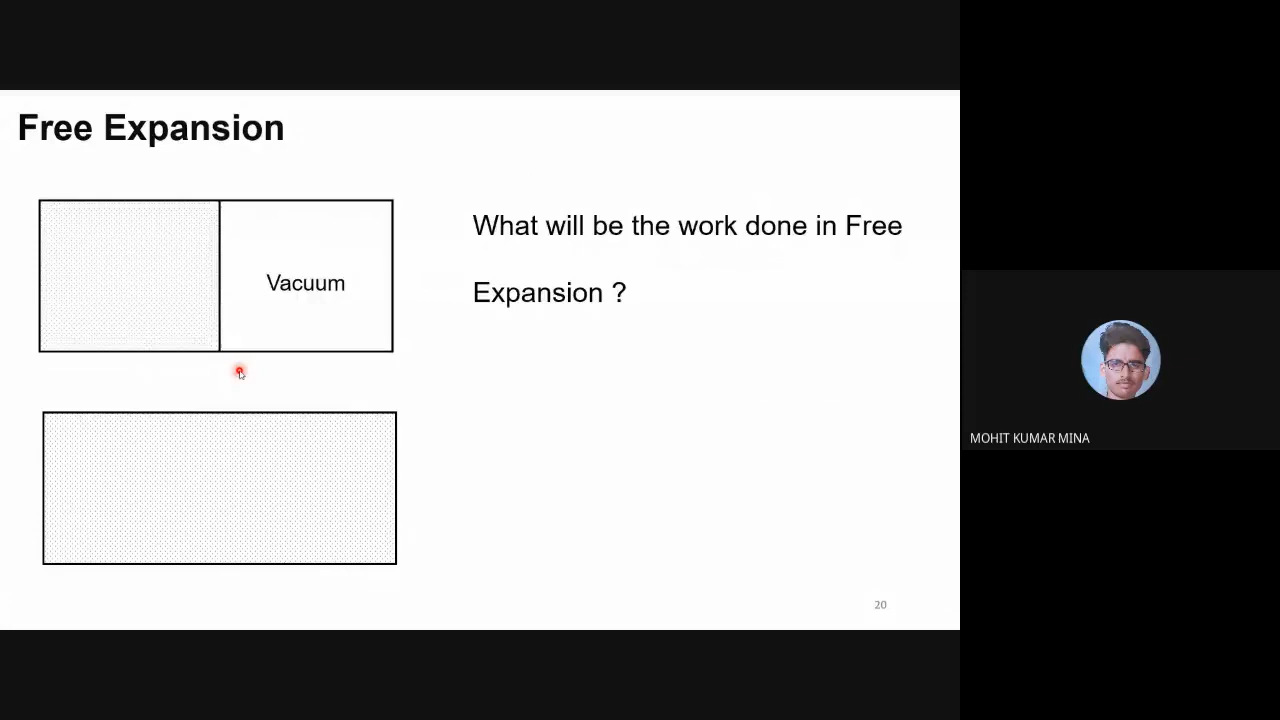 Free Expansion
Vacuum
What will be the work done in Free
Expansion ?
20
MOHIT KUMAR MINA